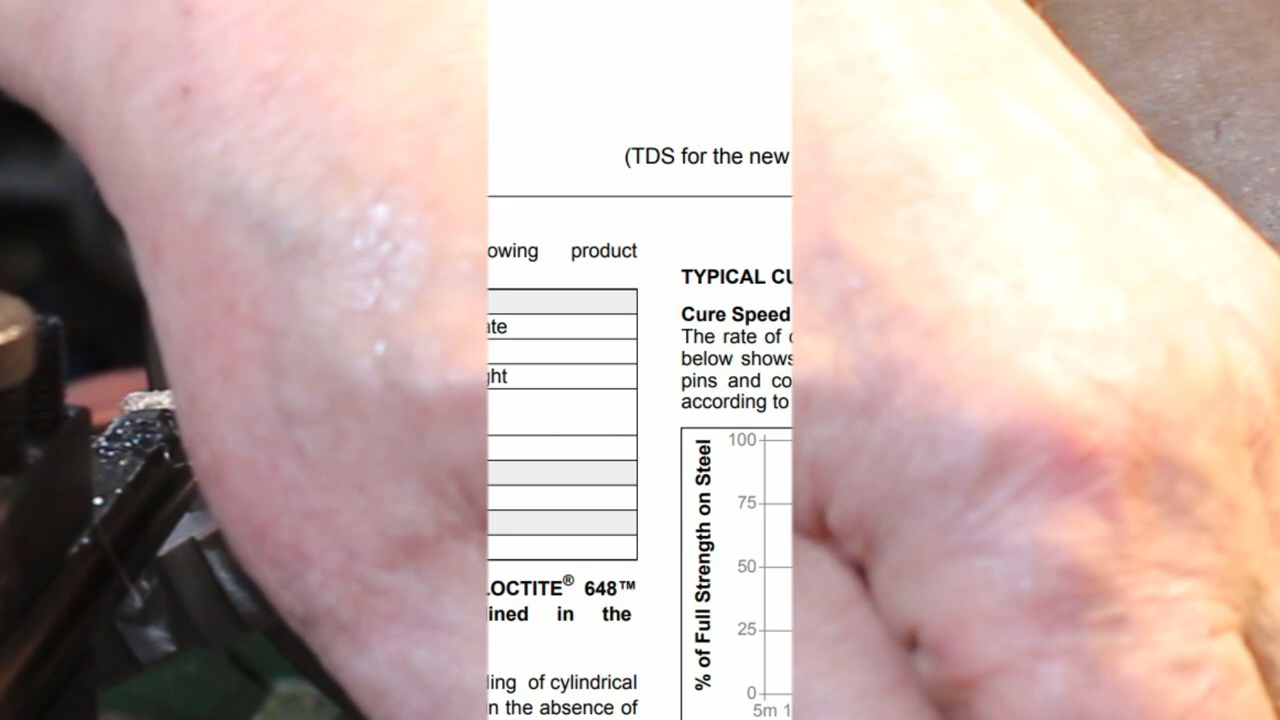 (TDS for the new
owing product
ate
ght
LOCTITE® 648™
lined in the
ling of cylindrical
n the absence of
TYPICAL CU
Cure Speed
The rate of c
below shows
pins and co
according to
% of Full Strength on Steel
100
75
50
25
0
5m 1